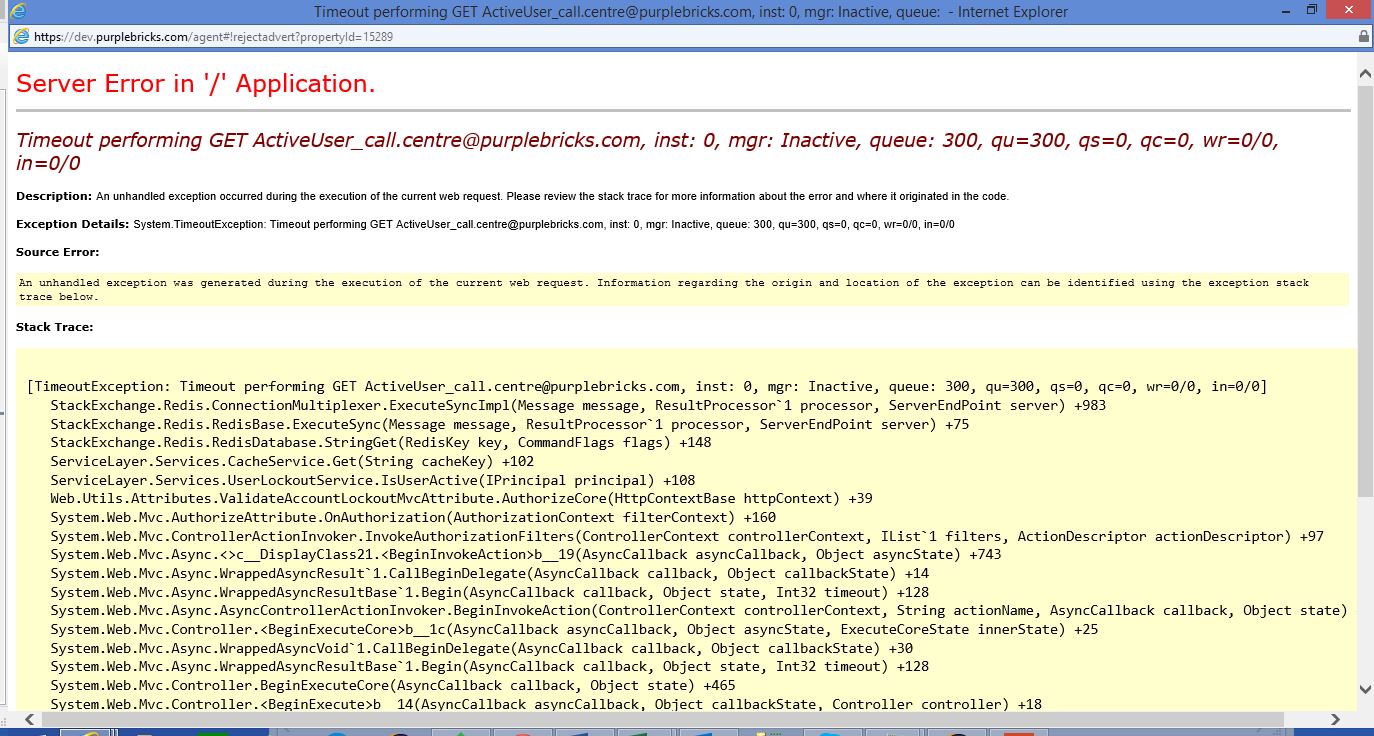 Timeout performing GET ActiveUser_call.centre@purplebricks.com, inst: 0, mgr: Inactive, queue:  - Internet Explorer
https://dev.purplebricks.com/agent#!rejectadvert?propertyId=15289
Server Error in '/' Application.
Timeout performing GET ActiveUser_call.centre@purplebricks.com, inst: 0, mgr: Inactive, queue: 300, qu=300, qs=0, qc=0, wr=0/0,
in=0/0
Description: An unhandled exception occurred during the execution of the current web request. Please review the stack trace for more information about the error and where it originated in the code.
Exception Details: System.TimeoutException: Timeout performing GET ActiveUser_call.centre@purplebricks.com, inst: 0, mgr: Inactive, queue: 300, qu=300, qs=0, qc=0, wr=0/0, in=0/0
Source Error:
An unhandled exception was generated during the execution of the current web request. Information regarding the origin and location of the exception can be identified using the exception stack
trace below.
Stack Trace:
[TimeoutException: Timeout performing GET ActiveUser_call.centre@purplebricks.com, inst: 0, mgr: Inactive, queue: 300, qu=300, qs=0, qc=0, wr=0/0, in=0/0]
StackExchange.Redis.ConnectionMultiplexer.ExecuteSyncImpl(Message message, ResultProcessor`1 processor, ServerEndPoint server) +983
StackExchange.Redis.RedisBase.ExecuteSync(Message message, ResultProcessor`1 processor, ServerEndPoint server) +75
StackExchange.Redis.RedisDatabase.StringGet(RedisKey key, CommandFlags flags) +148
ServiceLayer.Services.CacheService.Get(String cacheKey) +102
ServiceLayer.Services.UserLockoutService.IsUserActive(IPrincipal principal) +108
Web.Utils.Attributes.ValidateAccountLockoutMvcAttribute.AuthorizeCore(HttpContextBase httpContext) +39
System.Web.Mvc.AuthorizeAttribute.OnAuthorization(AuthorizationContext filterContext) +160
System.Web.Mvc.ControllerActionInvoker.InvokeAuthorizationFilters(ControllerContext controllerContext, IList`1 filters, ActionDescriptor actionDescriptor) +97
System.Web.Mvc.Async.<>c__DisplayClass21.<BeginInvokeAction>b__19(AsyncCallback asyncCallback, Object asyncState) +743
System.Web.Mvc.Async.WrappedAsyncResult`1.CallBeginDelegate(AsyncCallback callback, Object callbackState) +14
System.Web.Mvc.Async.WrappedAsyncResultBase`1.Begin(AsyncCallback callback, Object state, Int32 timeout) +128
System.Web.Mvc.Async.AsyncControllerActionInvoker.BeginInvokeAction(ControllerContext controllerContext, String actionName, AsyncCallback callback, Object state)
System.Web.Mvc.Controller.<BeginExecuteCore>b__1c(AsyncCallback asyncCallback, Object asyncState, ExecuteCoreState innerState) +25
System.Web.Mvc.Async.WrappedAsyncVoid`1.CallBeginDelegate(AsyncCallback callback, Object callbackState) +30
System.Web.Mvc.Async.WrappedAsyncResultBase`1.Begin(AsyncCallback callback, Object state, Int32 timeout) +128
System.Web.Mvc.Controller.BeginExecuteCore(AsyncCallback callback, Object state) +465
System.Web.Mvc.Controller.<BeginExecute>b__14(AsyncCallback asyncCallback, Object callbackState, Controller controller) +18